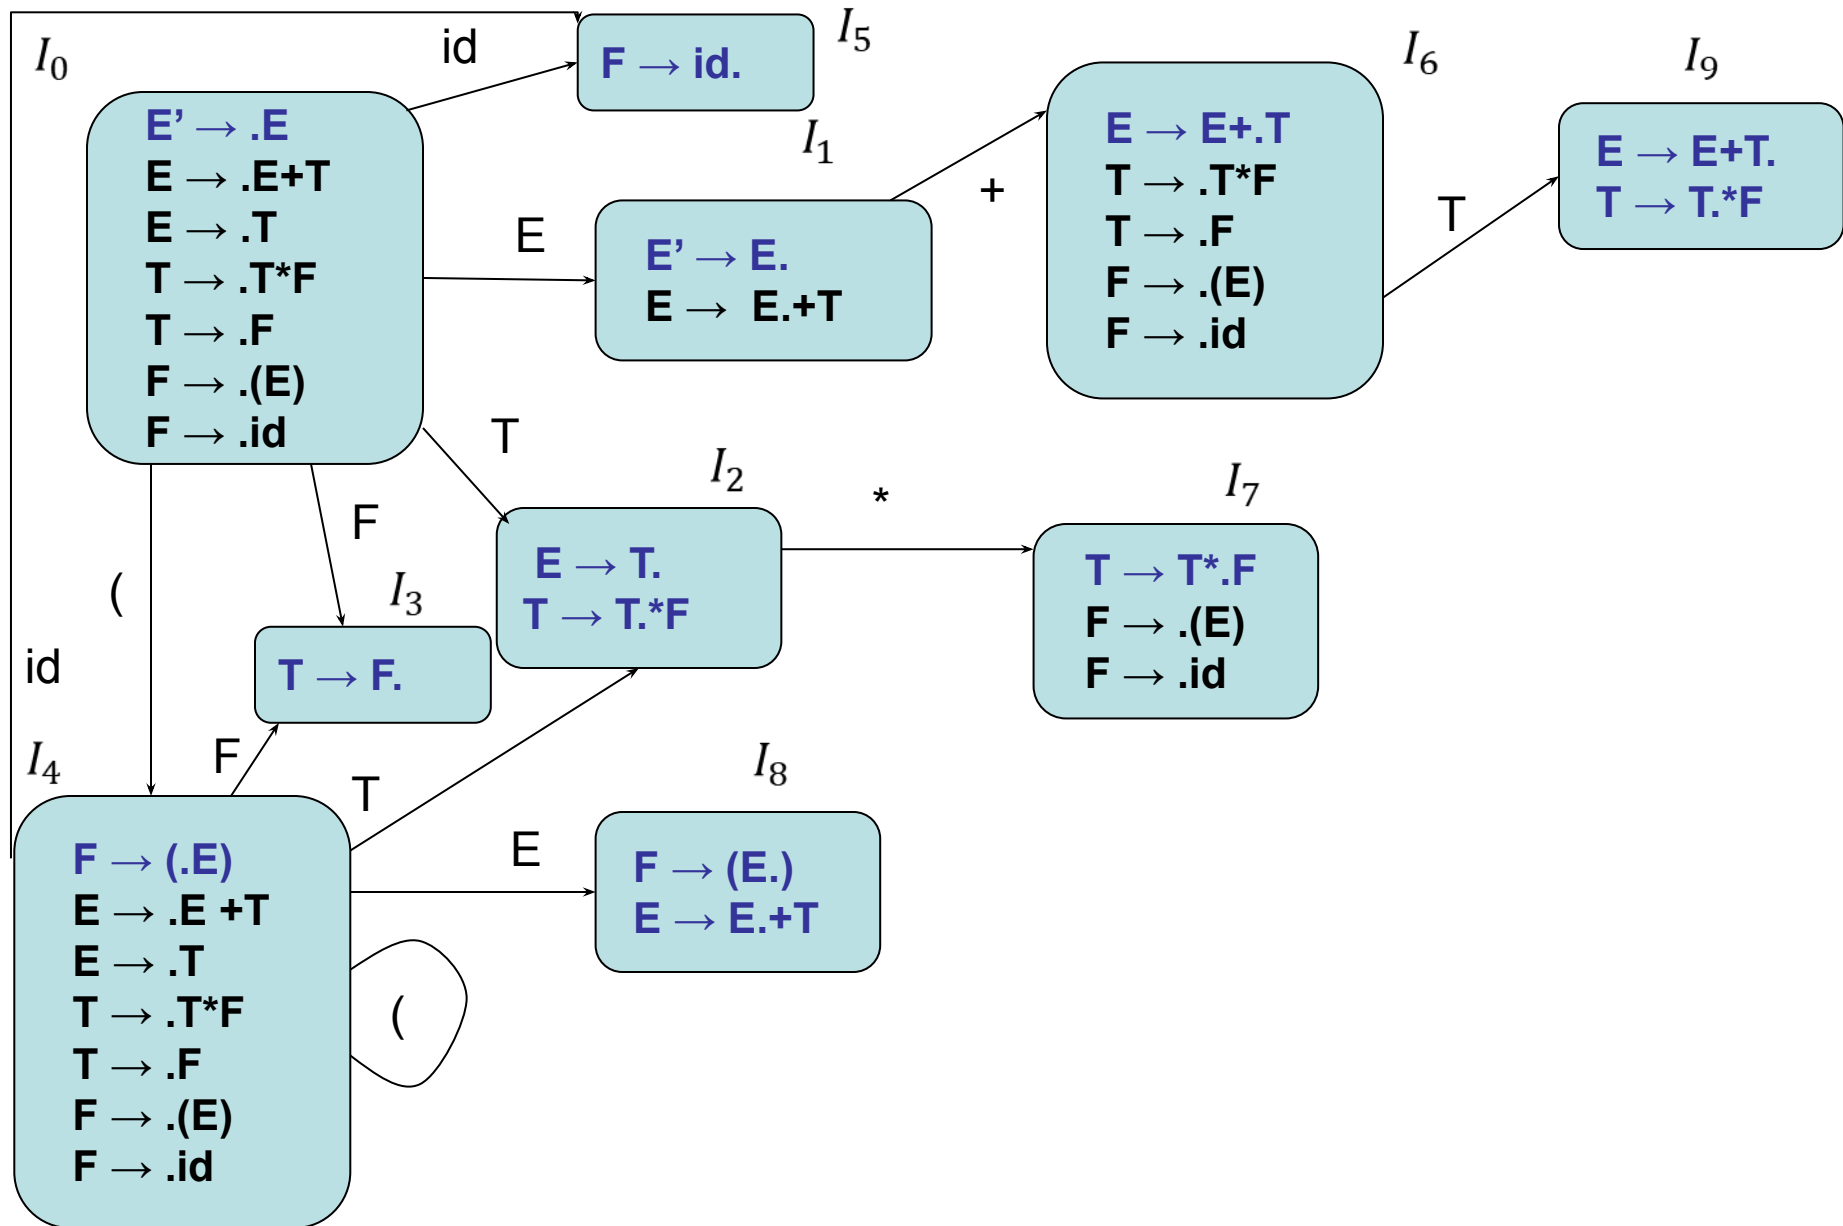 I₀
id
E’ → .E
E → .E+T
E → .T
T → .T*F
T → .F
F → .(E)
F → .id
I₅
F → id.
E
I₁
E’ → E.
E → E.+T
+
I₆
E → E+.T
T → .T*F
T → .F
F → .(E)
F → .id
T
I₉
E → E+T.
T → T.*F
T
I₂
E → T.
T → T.*F
*
I₇
T → T*.F
F → .(E)
F → .id
F
I₃
T → F.
(
id
F
T
I₄
F → (.E)
E → .E +T
E → .T
T → .T*F
T → .F
F → .(E)
F → .id
E
(
I₈
F → (E.)
E → E.+T